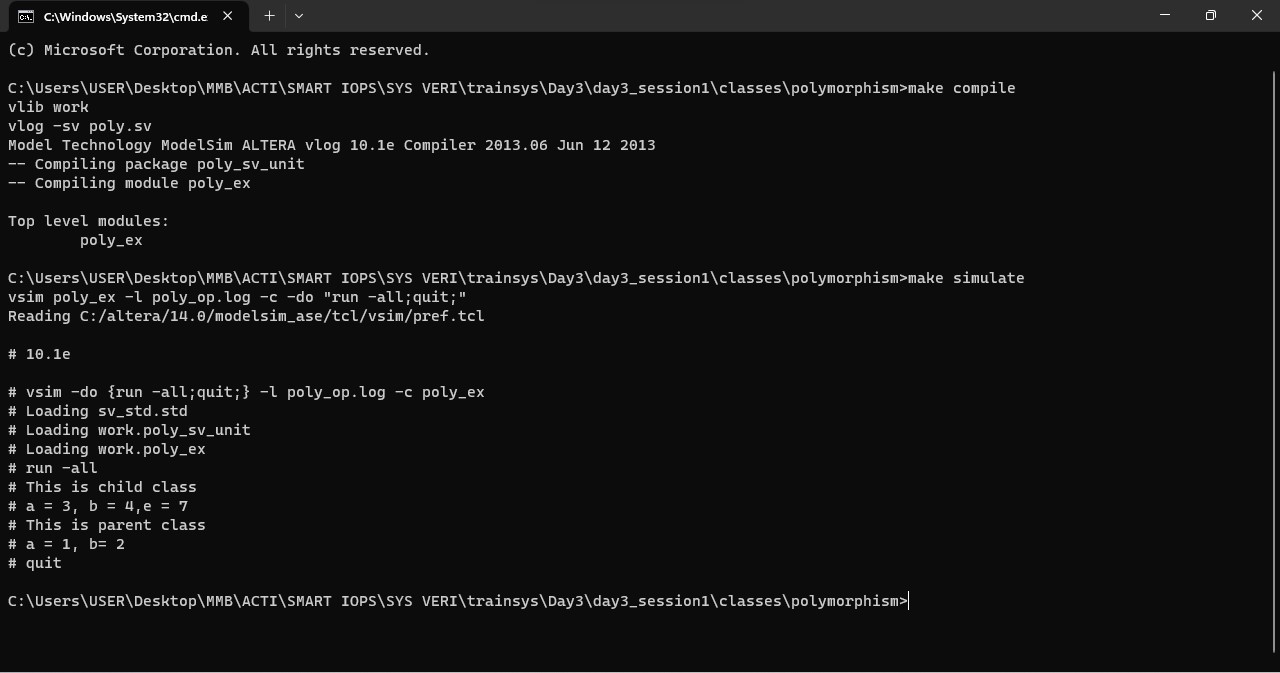 C:\Windows\System32\cmd.e
(c) Microsoft Corporation. All rights reserved.
C:\Users\USER\Desktop\MMB\ACTI\SMART IOPS\SYS VERI\trainsys\Day3\day3_session1\classes\polymorphism>make compile
vlib work
vlog -sv poly.sv
Model Technology ModelSim ALTERA vlog 10.1e Compiler 2013.06 Jun 12 2013
-- Compiling package poly_sv_unit
-- Compiling module poly_ex
Top level modules:
        poly_ex
C:\Users\USER\Desktop\MMB\ACTI\SMART IOPS\SYS VERI\trainsys\Day3\day3_session1\classes\polymorphism>make simulate
vsim poly_ex -l poly_op.log -c -do "run -all;quit;"
Reading C:/altera/14.0/modelsim_ase/tcl/vsim/pref.tcl
# 10.1e
# vsim -do {run -all;quit;} -l poly_op.log -c poly_ex
# Loading sv_std.std
# Loading work.poly_sv_unit
# Loading work.poly_ex
# run -all
# This is child class
# a = 3, b = 4,e = 7
# This is parent class
# a = 1, b= 2
# quit
C:\Users\USER\Desktop\MMB\ACTI\SMART IOPS\SYS VERI\trainsys\Day3\day3_session1\classes\polymorphism>